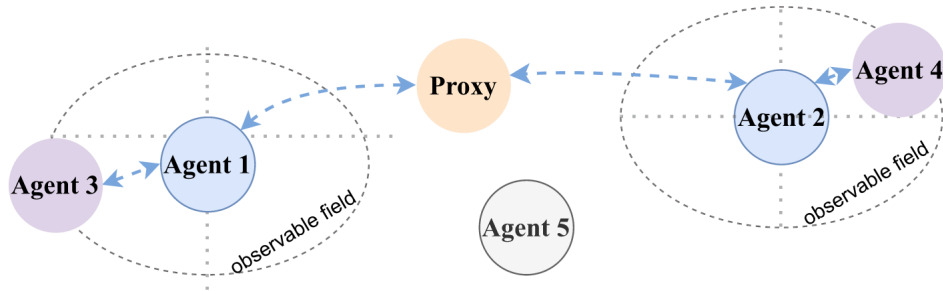 Agent 3
Agent 1
observable field
Proxy
Agent 5
Agent 2
Agent 4
observable field